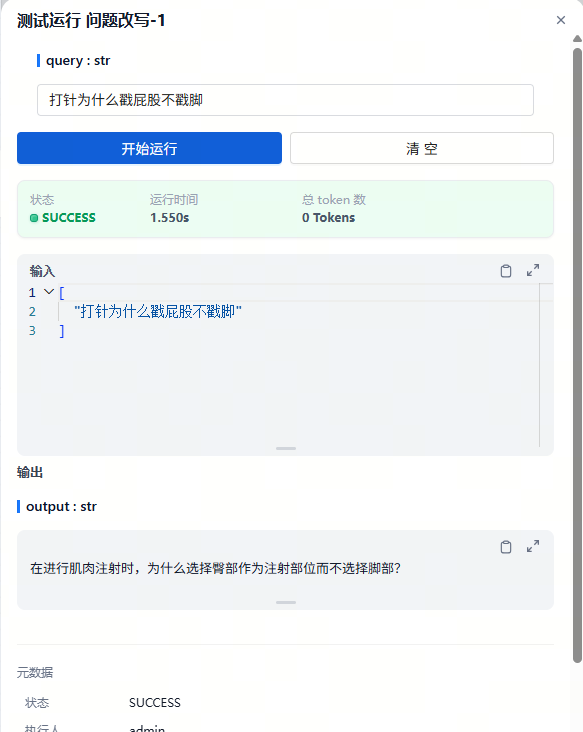 测试运行 问题改写-1
query : str
打针为什么戳屁股不戳脚
开始运行
清 空
状态 运行时间 总 token 数
SUCCESS 1.550s 0 Tokens
输入
1 [
2 "打针为什么戳屁股不戳脚"
3 ]
输出
output : str
在进行肌肉注射时，为什么选择臀部作为注射部位而不选择脚部？
元数据
状态 SUCCESS
执行人 admin